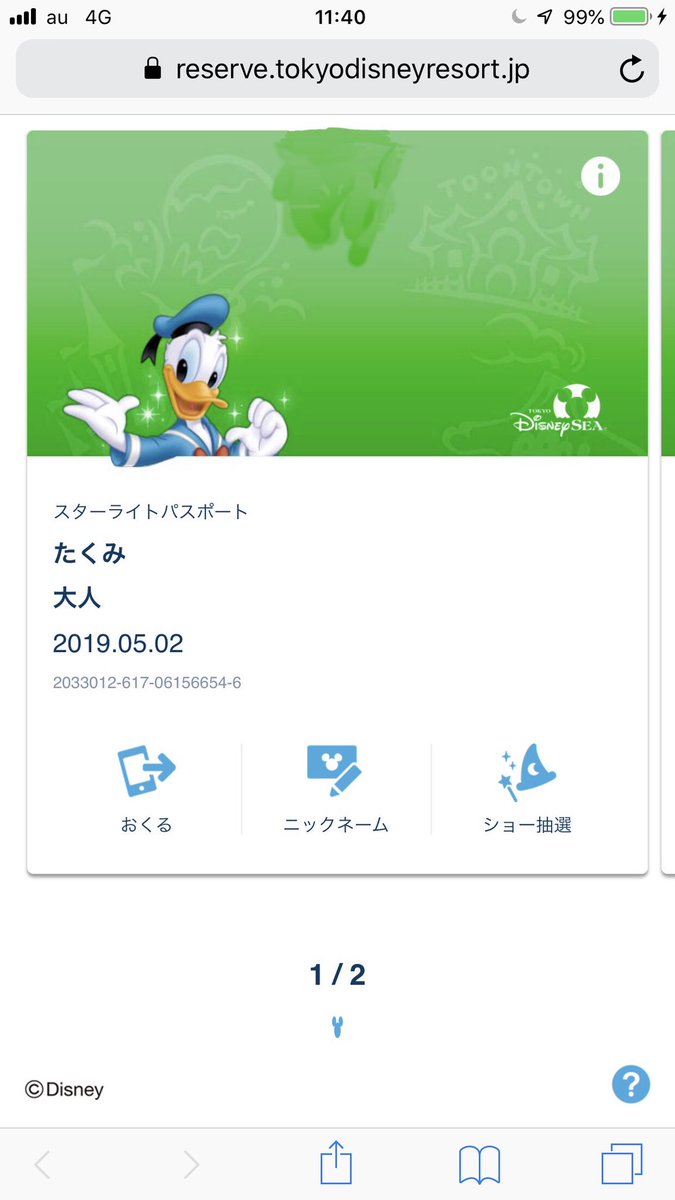 au 4G 11:40 99%
reserve.tokyodisneyresort.jp
TOONTOWN
TOKYO
DISNEYSEA
スターライトパスポート
たくみ
大人
2019.05.02
2033012-617-06156654-6
おくる ニックネーム ショー抽選
1 / 2
©Disney
?